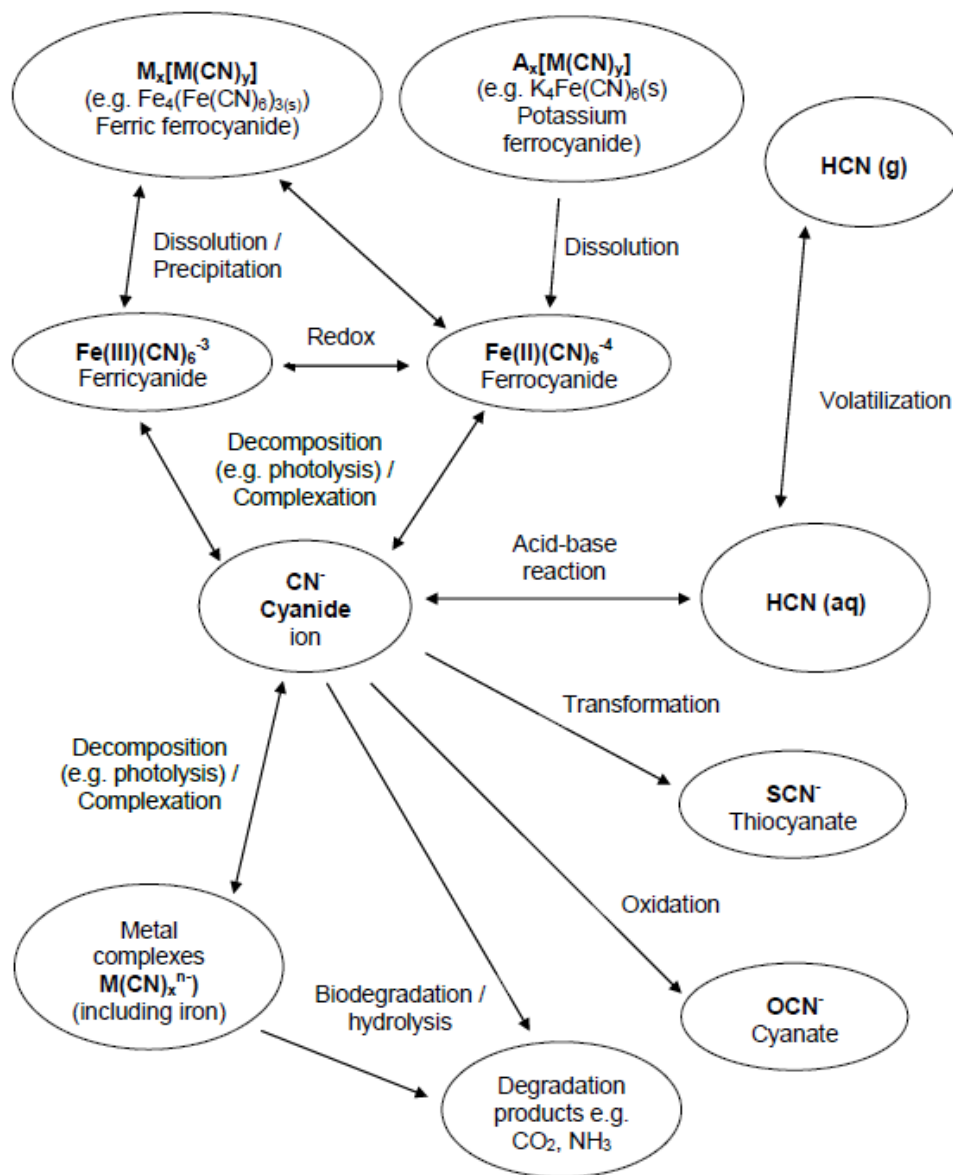 Mₓ[M(CN)ᵧ]
(e.g. Fe₄(Fe(CN)₆)₃₍ₛ₎)
Ferric ferrocyanide)
Aₓ[M(CN)ᵧ]
(e.g. K₄Fe(CN)₆(s)
Potassium
ferrocyanide)
HCN (g)
Dissolution /
Precipitation
Dissolution
Fe(III)(CN)₆⁻³
Ferricyanide
Redox
Fe(II)(CN)₆⁻⁴
Ferrocyanide
Volatilization
Decomposition
(e.g. photolysis) /
Complexation
CN⁻
Cyanide
ion
Acid-base
reaction
HCN (aq)
Transformation
Decomposition
(e.g. photolysis) /
Complexation
SCN⁻
Thiocyanate
Oxidation
Metal
complexes
M(CN)ₓⁿ⁻)
(including iron)
Biodegradation /
hydrolysis
OCN⁻
Cyanate
Degradation
products e.g.
CO₂, NH₃